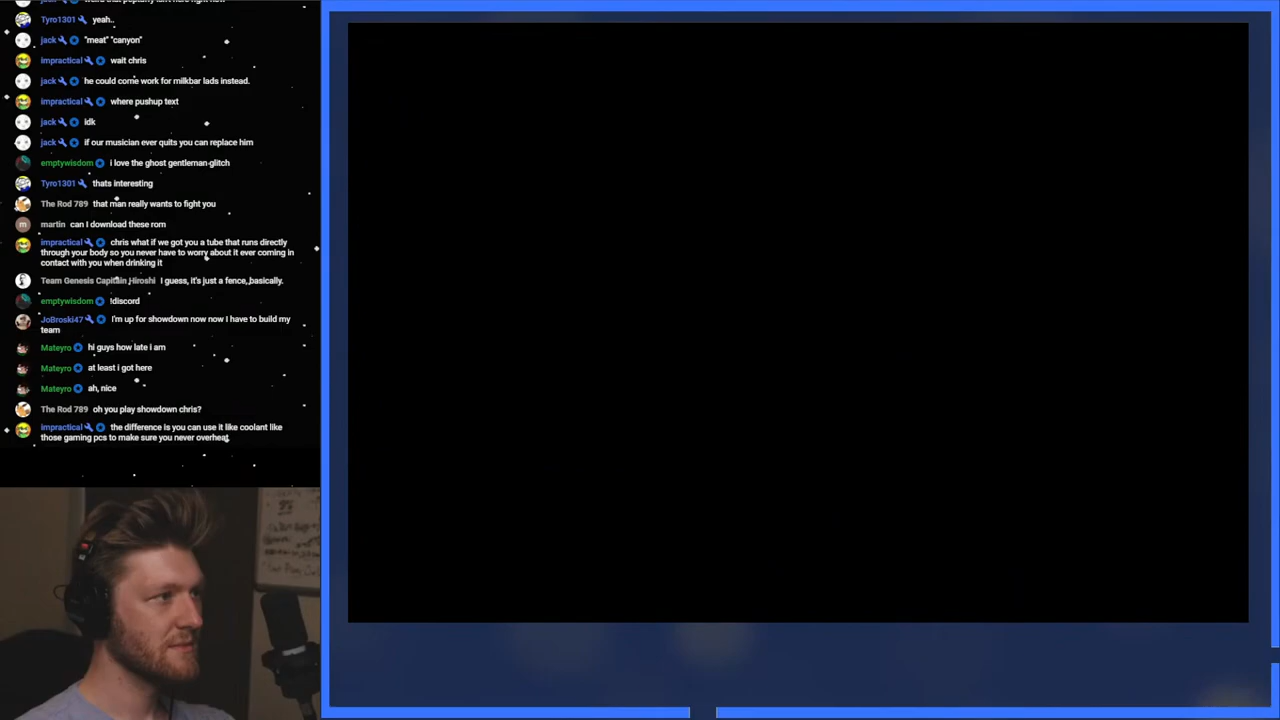 Tyro1301 yeah..
jack "meat" "canyon"
impractical wait chris
jack he could come work for milkbar lads instead.
impractical where pushup text
jack idk
jack if our musician ever quits you can replace him
emptywisdom i love the ghost gentleman glitch
Tyro1301 thats interesting
The Rod 789 that man really wants to fight you
martin can I download these rom
impractical chris what if we got you a tube that runs directly
through your body so you never have to worry about it ever coming in
contact with you when drinking it
Team Genesis Capitain Hiroshi I guess, it's just a fence, basically.
emptywisdom !discord
JoBroski47 I'm up for showdown now now I have to build my
team
Mateyro hi guys how late i am
Mateyro at least i got here
Mateyro ah, nice
The Rod 789 oh you play showdown chris?
impractical the difference is you can use it like coolant like
those gaming pcs to make sure you never overheat